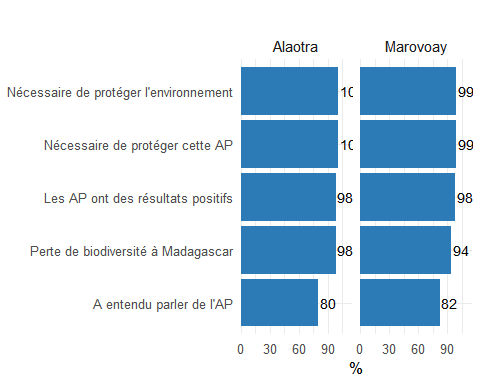 Alaotra Marovoay
Nécessaire de protéger l'environnement 10 99
Nécessaire de protéger cette AP 10 99
Les AP ont des résultats positifs 98 98
Perte de biodiversité à Madagascar 98 94
A entendu parler de l'AP 80 82
0 30 60 90 0 30 60 90
%